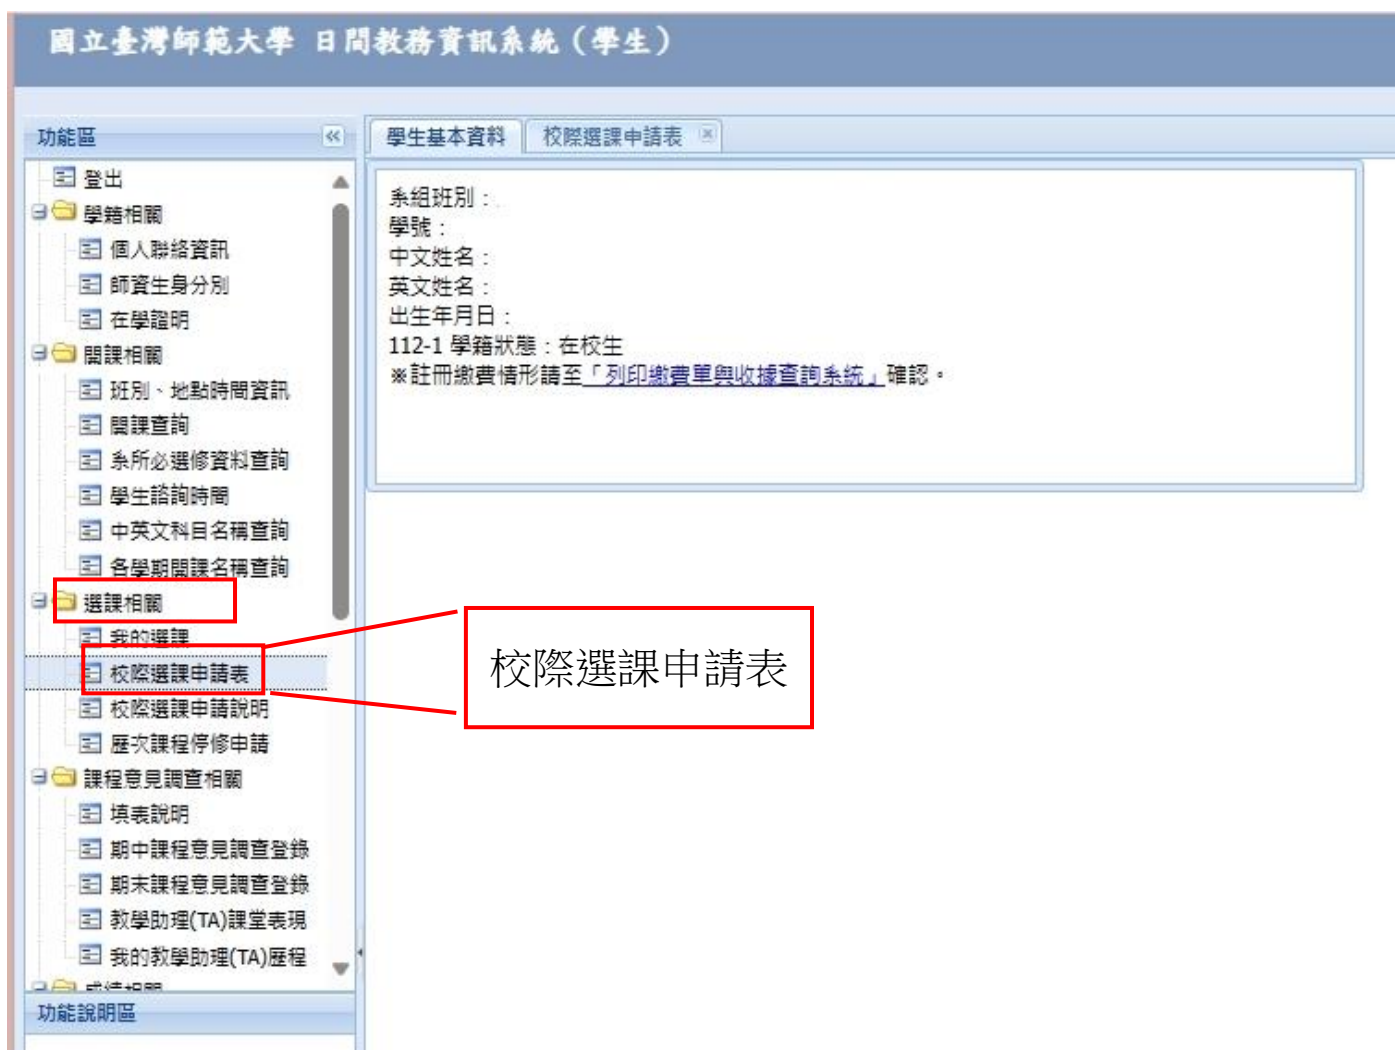 國立臺灣師範大學 日間教務資訊系統（學生）
功能區
學生基本資料
校際選課申請表
登出
學籍相關
個人聯絡資訊
師資生身分別
在學證明
開課相關
班別、地點時間資訊
開課查詢
系所必選修資料查詢
學生諮詢時間
中英文科目名稱查詢
各學期開課名稱查詢
選課相關
我的選課
校際選課申請表
校際選課申請說明
歷次課程停修申請
課程意見調查相關
填表說明
期中課程意見調查登錄
期末課程意見調查登錄
教學助理(TA)課堂表現
我的教學助理(TA)歷程
成績相關
功能說明區
系組班別：
學號：
中文姓名：
英文姓名：
出生年月日：
112-1 學籍狀態：在校生
※註冊繳費情形請至「列印繳費單與收據查詢系統」確認。
校際選課申請表